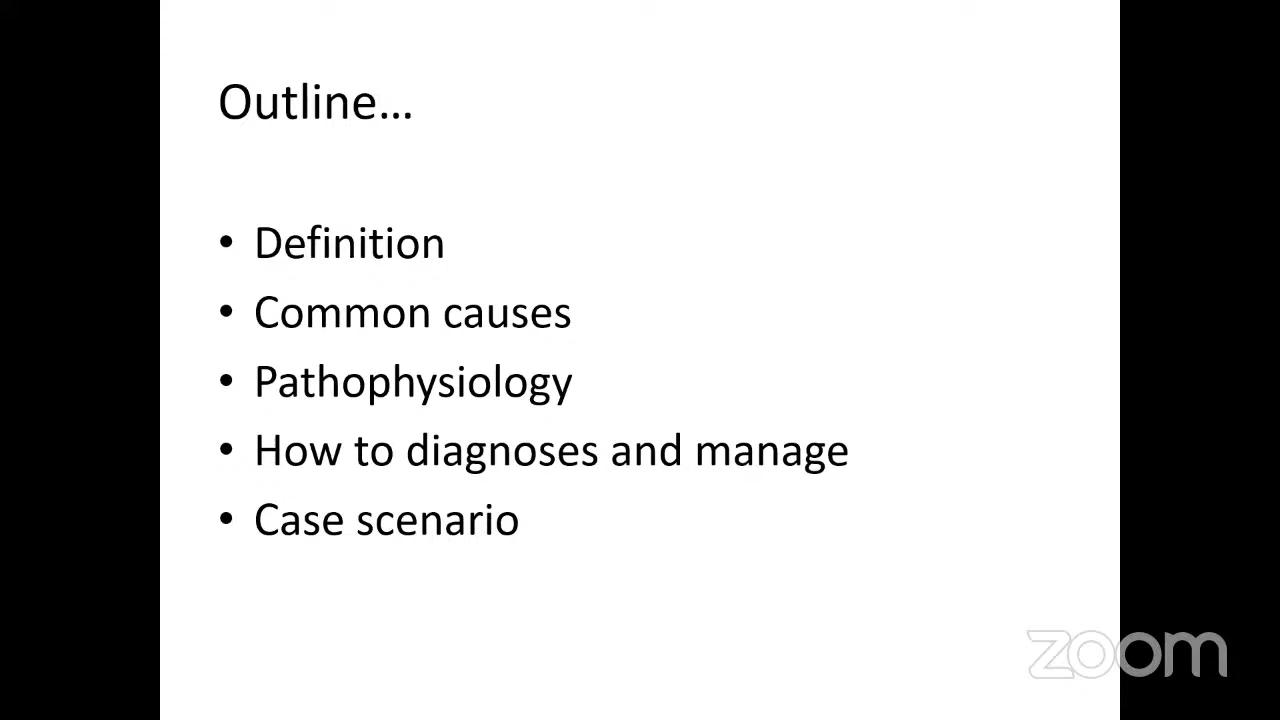 Outline...
• Definition
• Common causes
• Pathophysiology
• How to diagnoses and manage
• Case scenario
zoom